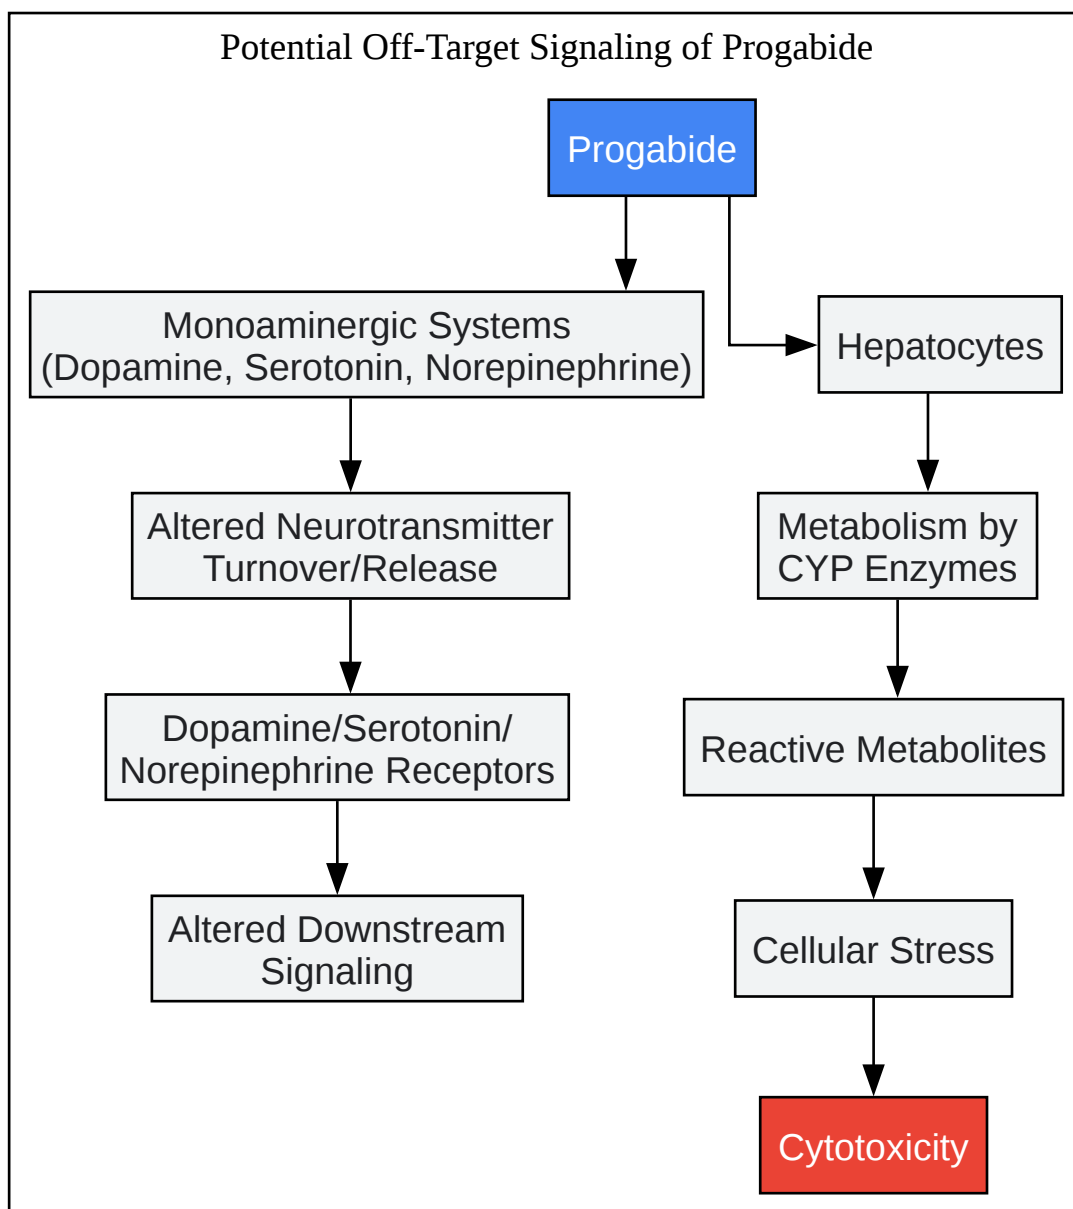 Potential Off-Target Signaling of Progabide
Progabide
Monoaminergic Systems
(Dopamine, Serotonin, Norepinephrine)
Altered Neurotransmitter
Turnover/Release
Dopamine/Serotonin/
Norepinephrine Receptors
Altered Downstream
Signaling
Hepatocytes
Metabolism by
CYP Enzymes
Reactive Metabolites
Cellular Stress
Cytotoxicity